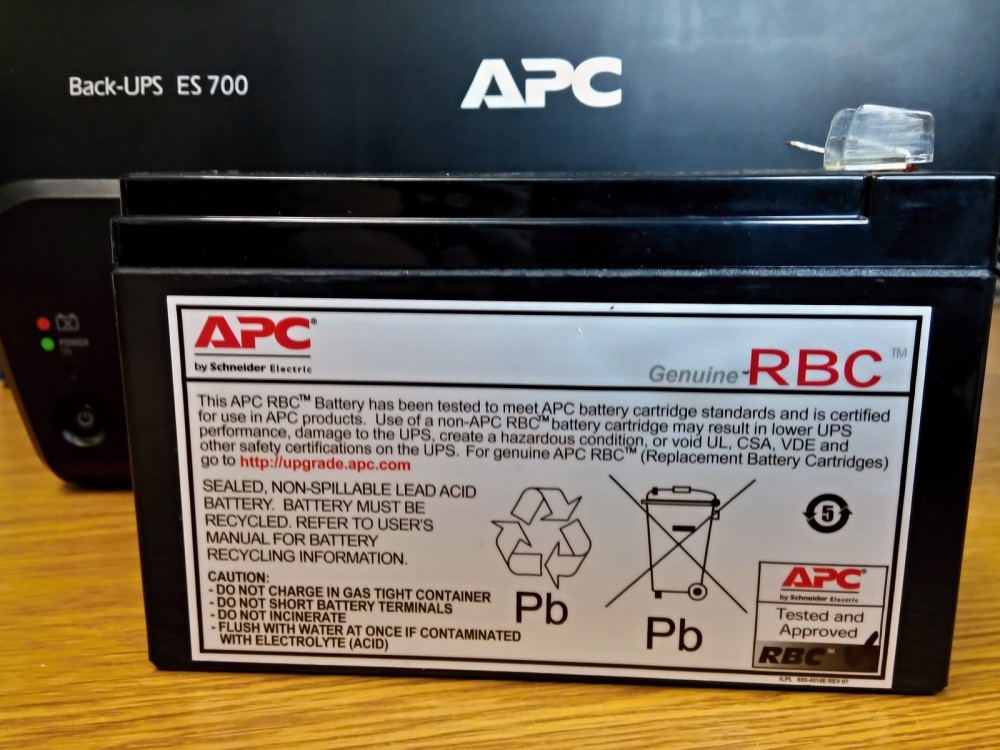 Back-UPS ES 700
APC
POWER
APC®
by Schneider Electric
Genuine RBC™
This APC RBC™ Battery has been tested to meet APC battery cartridge standards and is certified
for use in APC products. Use of a non-APC RBC™ battery cartridge may result in lower UPS
performance, damage to the UPS, create a hazardous condition, or void UL, CSA, VDE and
other safety certifications on the UPS. For genuine APC RBC™ (Replacement Battery Cartridges)
go to http://upgrade.apc.com
SEALED, NON-SPILLABLE LEAD ACID
BATTERY. BATTERY MUST BE
RECYCLED. REFER TO USER'S
MANUAL FOR BATTERY
RECYCLING INFORMATION.
CAUTION:
- DO NOT CHARGE IN GAS TIGHT CONTAINER
- DO NOT SHORT BATTERY TERMINALS
- DO NOT INCINERATE
- FLUSH WITH WATER AT ONCE IF CONTAMINATED
WITH ELECTROLYTE (ACID)
Pb
Pb
5
APC®
by Schneider Electric
Tested and
Approved
RBC™